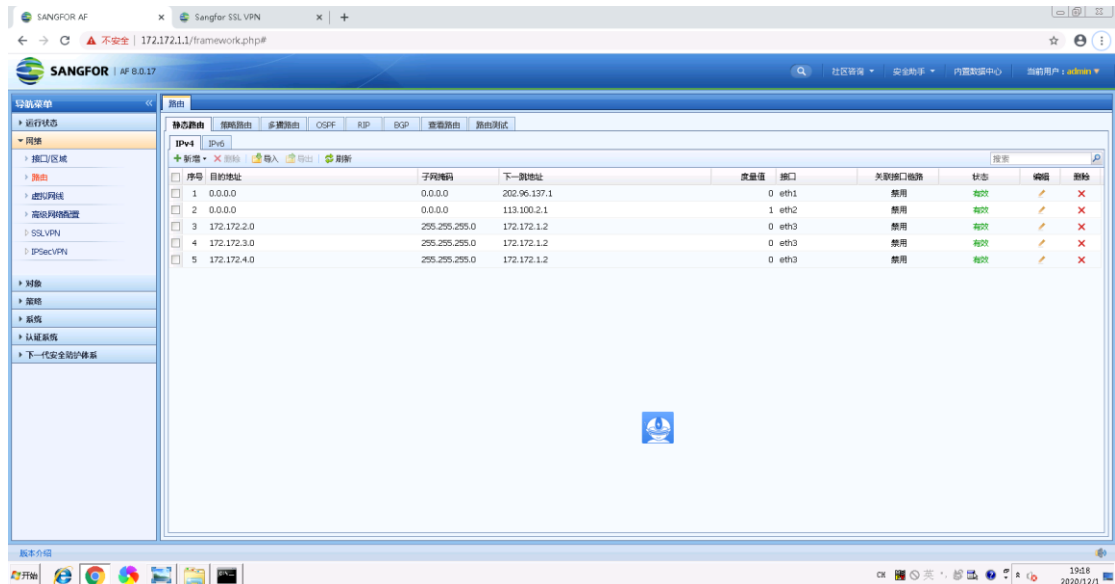 SANGFOR AF
Sangfor SSL VPN
不安全 | 172.172.1.1/framework.php#
SANGFOR | AF 8.0.17
社区咨询 安全助手 内置数据中心 当前用户：admin
导航菜单
路由
运行状态
静态路由 策略路由 多播路由 OSPF RIP BGP 查看路由 路由测试
网络
IPv4 IPv6
接口/区域
新增 删除 导入 导出 刷新
搜索
路由
序号 目的地址 子网掩码 下一跳地址 度量值 接口 关联接口链路 状态 编辑 删除
虚拟网线
1 0.0.0.0 0.0.0.0 202.96.137.1 0 eth1 禁用 有效
高级网络配置
2 0.0.0.0 0.0.0.0 113.100.2.1 1 eth2 禁用 有效
SSLVPN
3 172.172.2.0 255.255.255.0 172.172.1.2 0 eth3 禁用 有效
IPSecVPN
4 172.172.3.0 255.255.255.0 172.172.1.2 0 eth3 禁用 有效
5 172.172.4.0 255.255.255.0 172.172.1.2 0 eth3 禁用 有效
对象
策略
系统
认证系统
下一代安全防护体系
版本介绍
开始
CH
英
19:18
2020/12/1